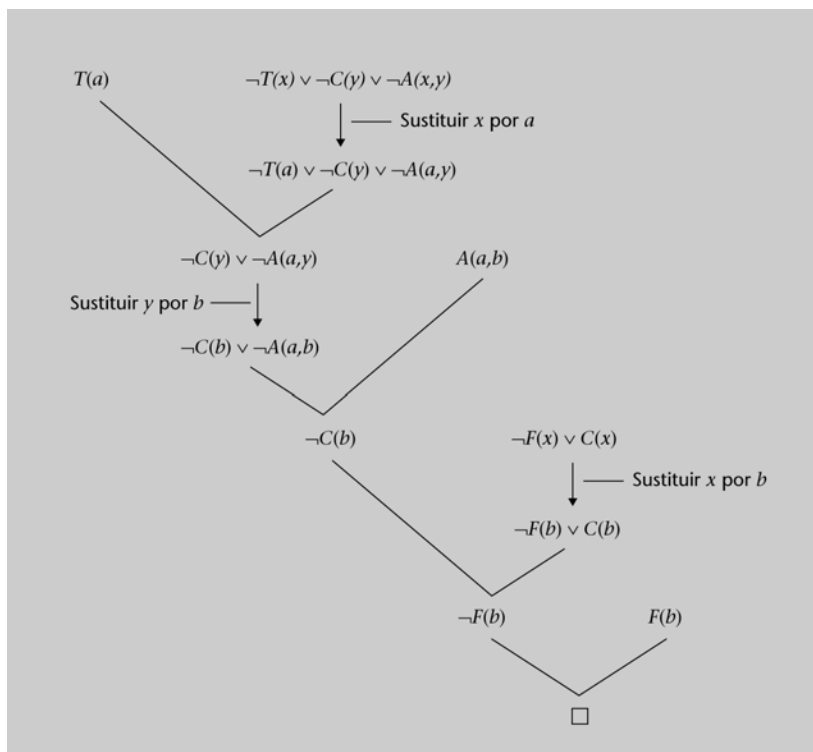 T(a) ¬T(x) ∨ ¬C(y) ∨ ¬A(x,y)
Sustituir x por a
¬T(a) ∨ ¬C(y) ∨ ¬A(a,y)
¬C(y) ∨ ¬A(a,y) A(a,b)
Sustituir y por b
¬C(b) ∨ ¬A(a,b)
¬C(b) ¬F(x) ∨ C(x)
Sustituir x por b
¬F(b) ∨ C(b)
¬F(b) F(b)
□